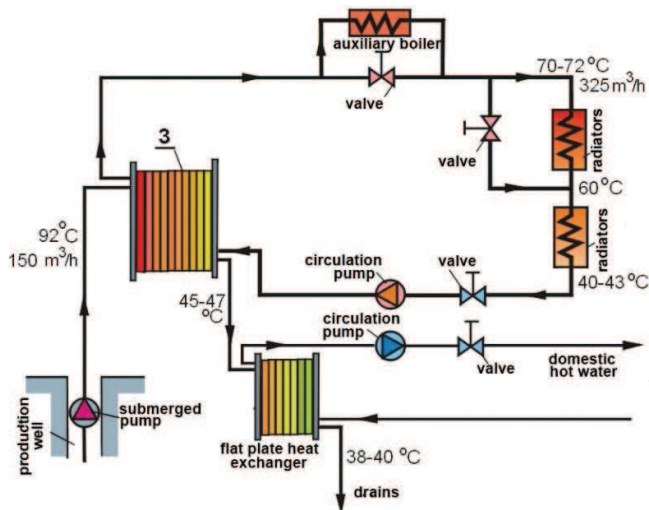 auxiliary boiler
valve
70-72 °C
325 m³/h
radiators
valve
60 °C
radiators
3
92°C
150 m³/h
circulation
pump
valve
40-43 °C
45-47
°C
circulation
pump
valve
domestic
hot water
submerged
pump
production
well
flat plate heat
exchanger
38-40 °C
drains